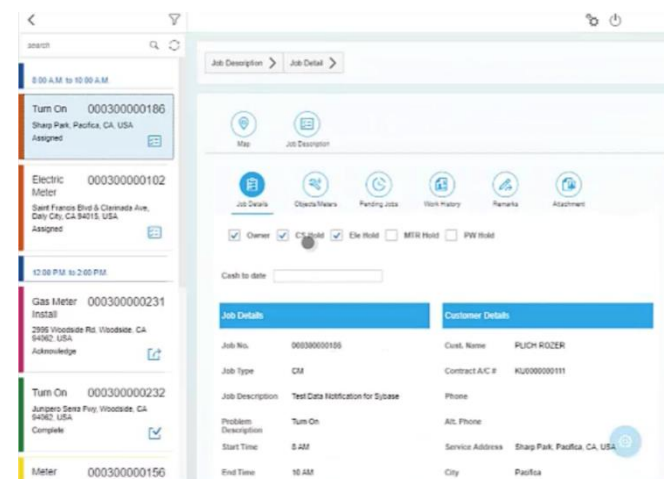 search
8:00 A.M. to 10:00 A.M.
Turn On 000300000186
Sharp Park, Pacifica, CA, USA
Assigned
Electric Meter 000300000102
Saint Francis Blvd & Clarinada Ave,
Daly City, CA 94015, USA
Assigned
12:00 P.M. to 2:00 P.M.
Gas Meter Install 000300000231
2995 Woodside Rd, Woodside, CA
94062, USA
Acknowledge
Turn On 000300000232
Junipero Serra Fwy, Woodside, CA
94062, USA
Complete
Meter 000300000156
Job Description Job Detail
Map Job Description
Job Details Objects/Meters Pending Jobs Work History Remarks Attachment
Owner CS Hold Ele Hold MTR Hold PW Hold
Cash to date
Job Details Customer Details
Job No. 000300000186 Cust. Name PLICH ROZER
Job Type CM Contract A/C # KU0000000111
Job Description Test Data Notification for Sybase Phone
Problem Description Turn On Alt. Phone
Start Time 8 AM Service Address Sharp Park, Pacifica, CA, USA
End Time 10 AM City Pacifica